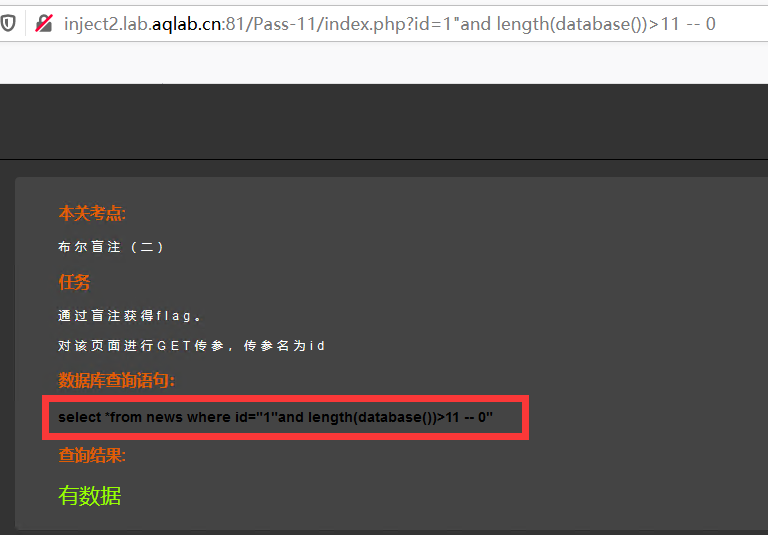 inject2.lab.aqlab.cn:81/Pass-11/index.php?id=1"and length(database())>11 -- 0
本关考点:
布尔盲注（二）
任务
通过盲注获得flag。
对该页面进行GET传参，传参名为id
数据库查询语句:
select *from news where id="1"and length(database())>11 -- 0"
查询结果:
有数据